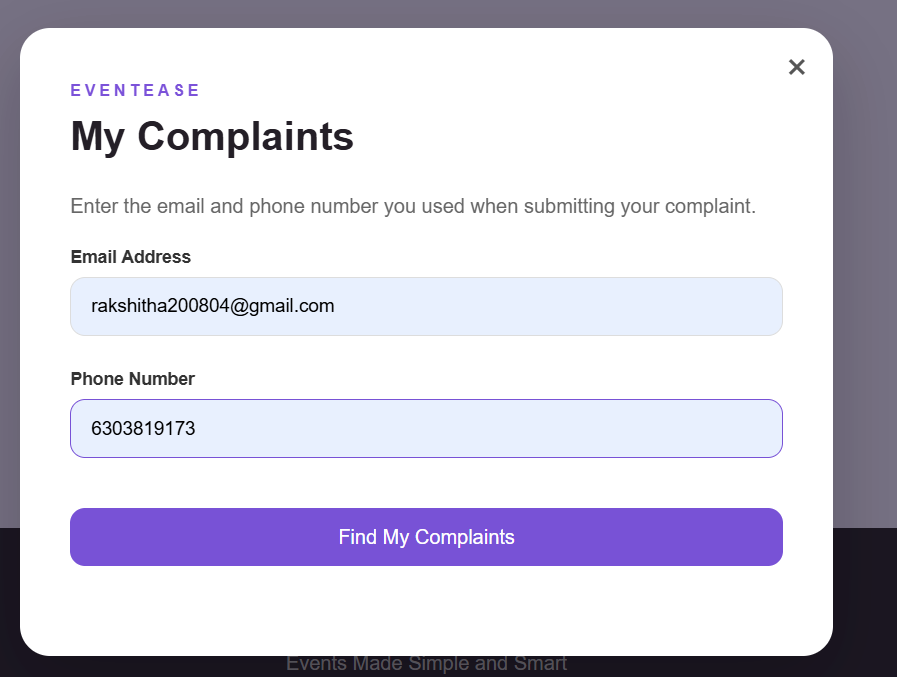 EVENTEASE
My Complaints
Enter the email and phone number you used when submitting your complaint.
Email Address
rakshitha200804@gmail.com
Phone Number
6303819173
Find My Complaints
Events Made Simple and Smart